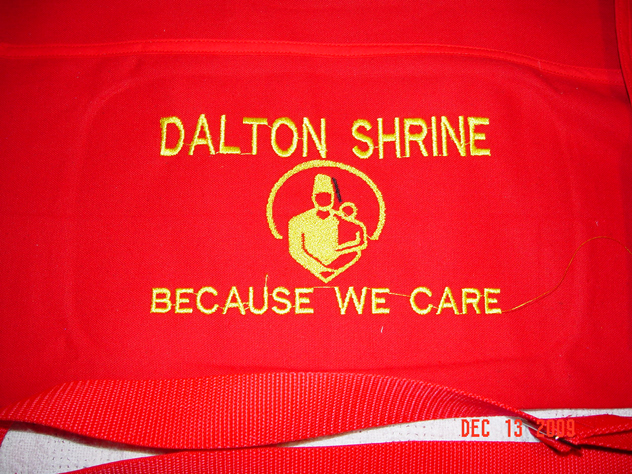 DALTON SHRINE
BECAUSE WE CARE
DEC 13 2009